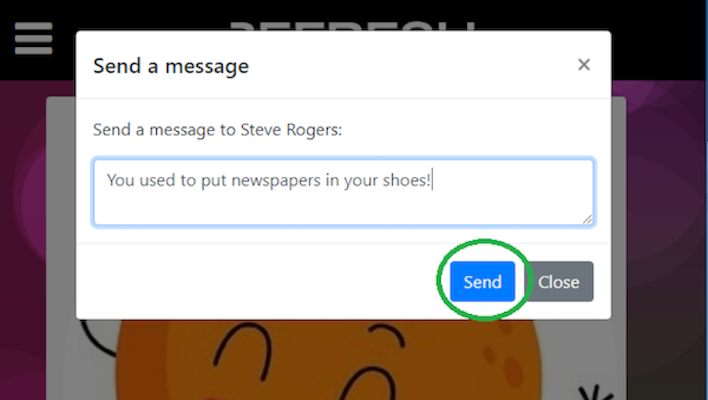 Send a message
×
Send a message to Steve Rogers:
You used to put newspapers in your shoes!
Send Close